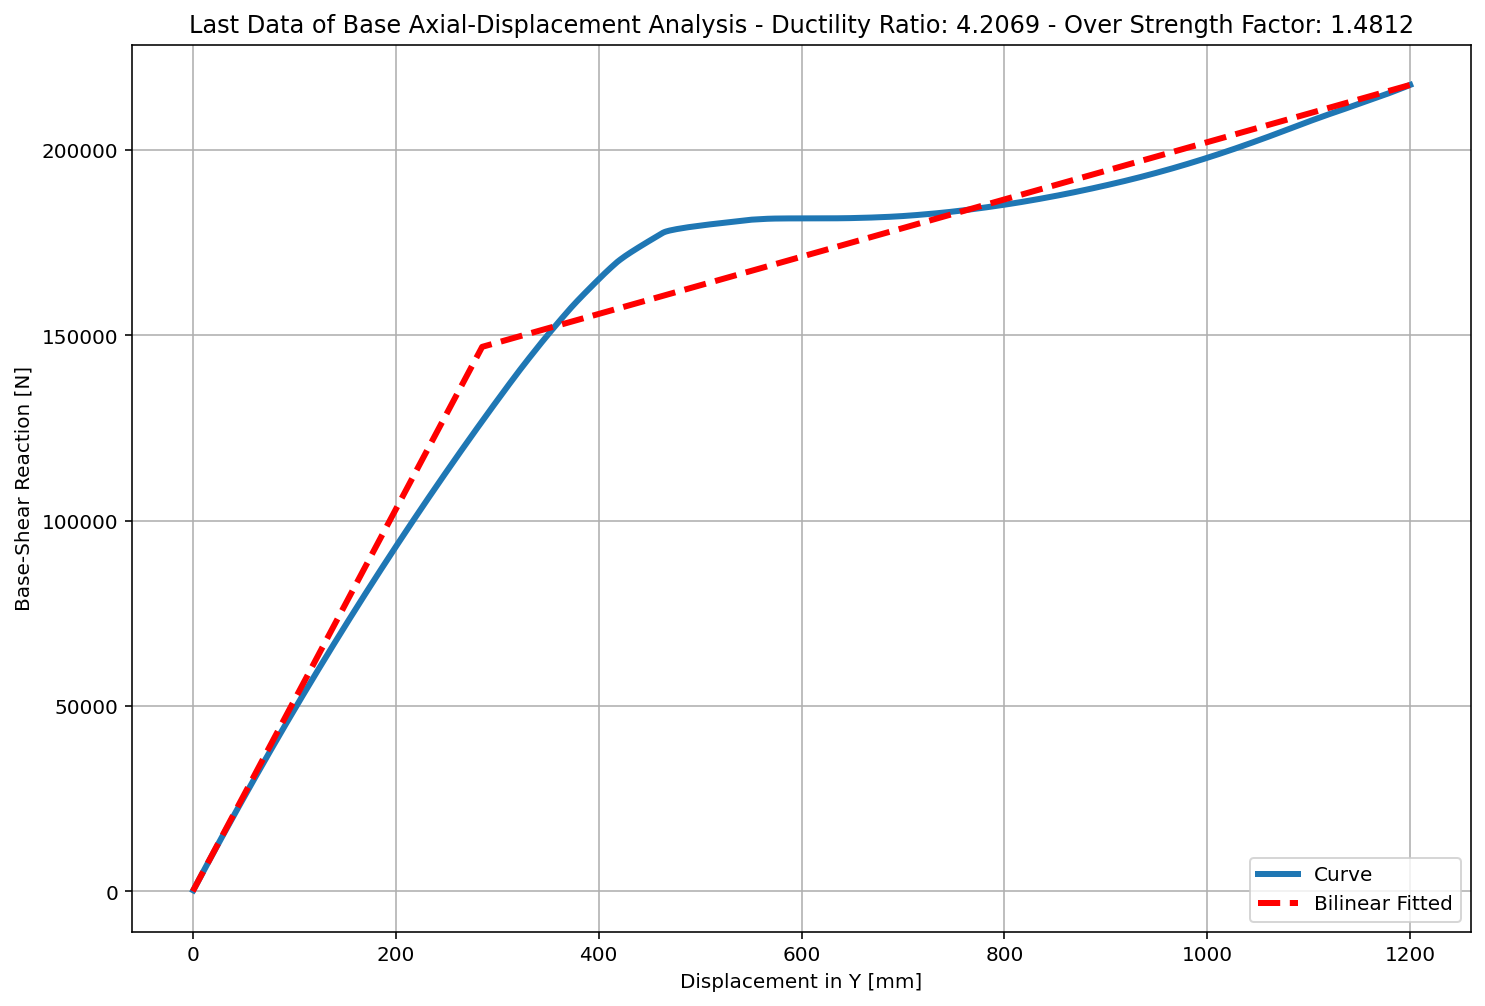 Last Data of Base Axial-Displacement Analysis - Ductility Ratio: 4.2069 - Over Strength Factor: 1.4812
Base-Shear Reaction [N]
200000
150000
100000
50000
0
0 200 400 600 800 1000 1200
Displacement in Y [mm]
Curve
Bilinear Fitted